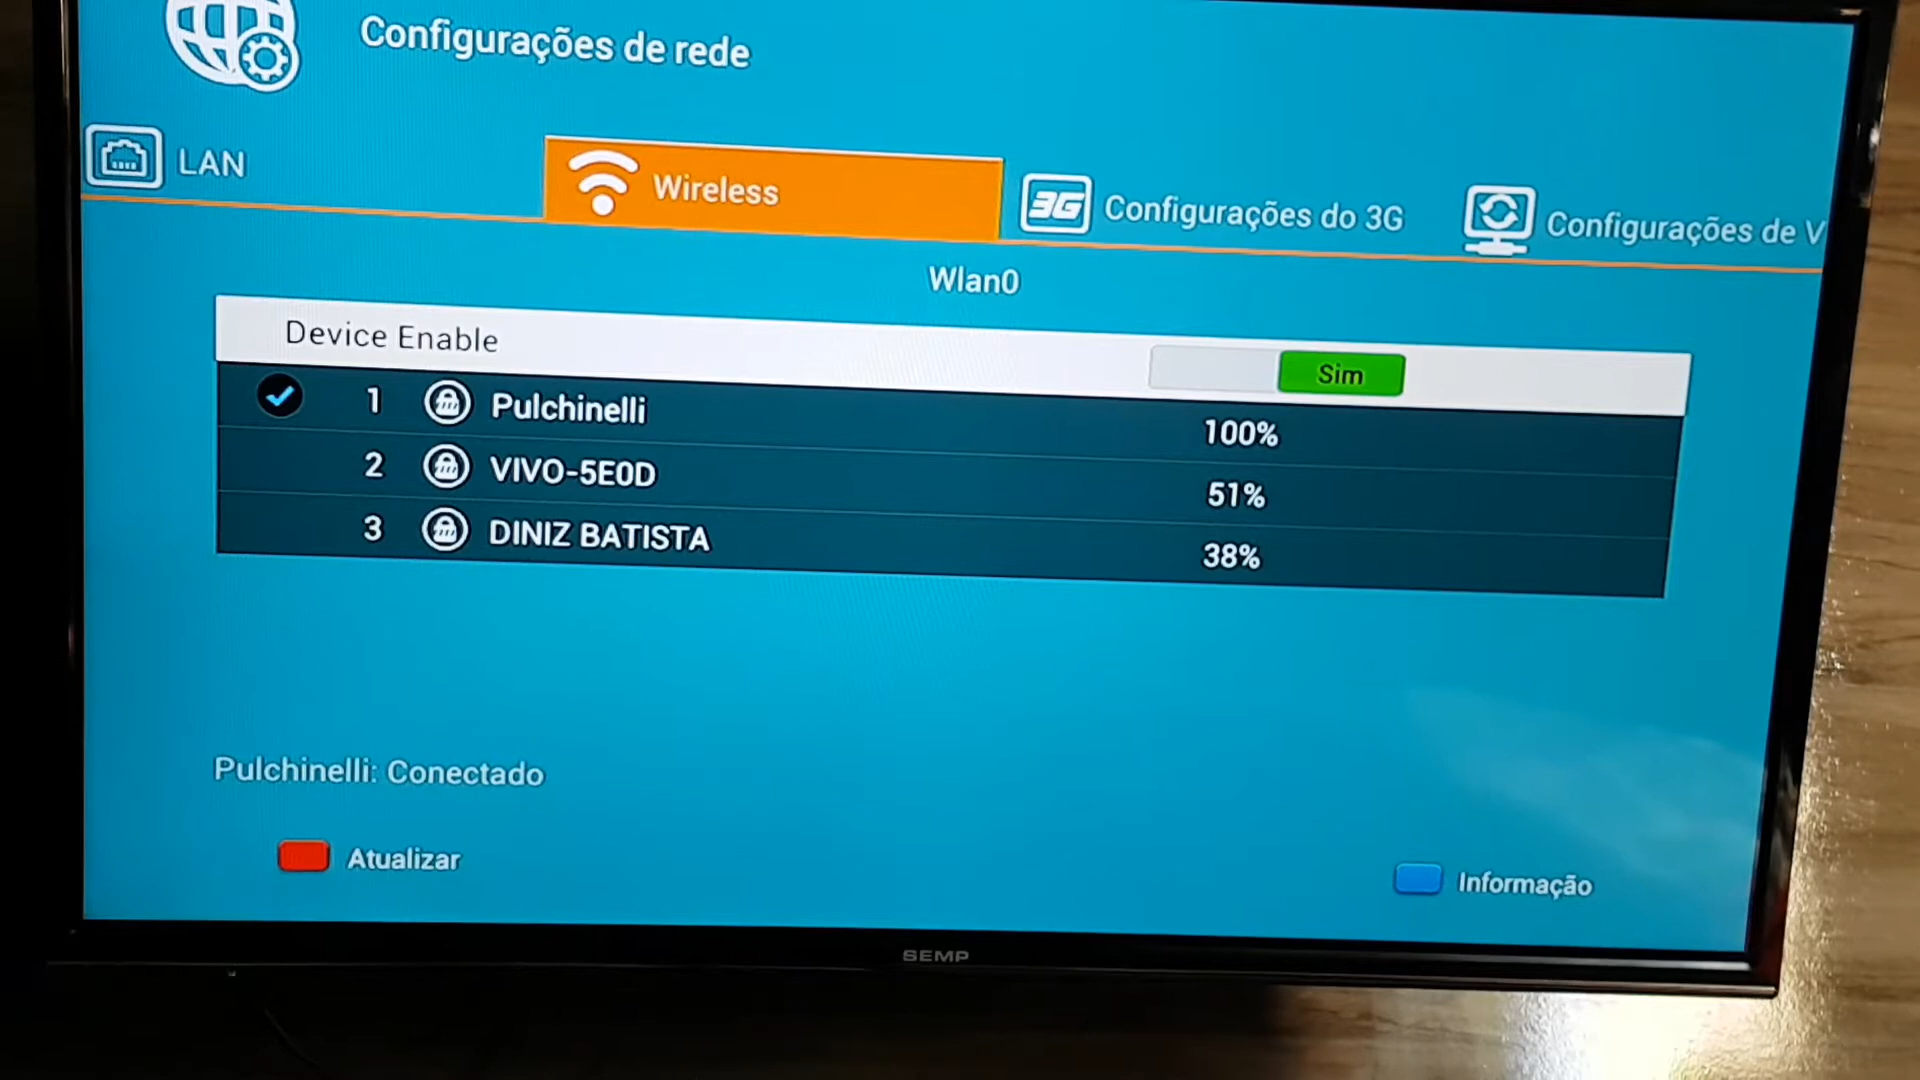 Configurações de rede
LAN
Wireless
3G
Configurações do 3G
Configurações de V
Wlan0
Device Enable
Sim
1 Pulchinelli 100%
2 VIVO-5E0D 51%
3 DINIZ BATISTA 38%
Pulchinelli: Conectado
Atualizar
Informação
SEMP